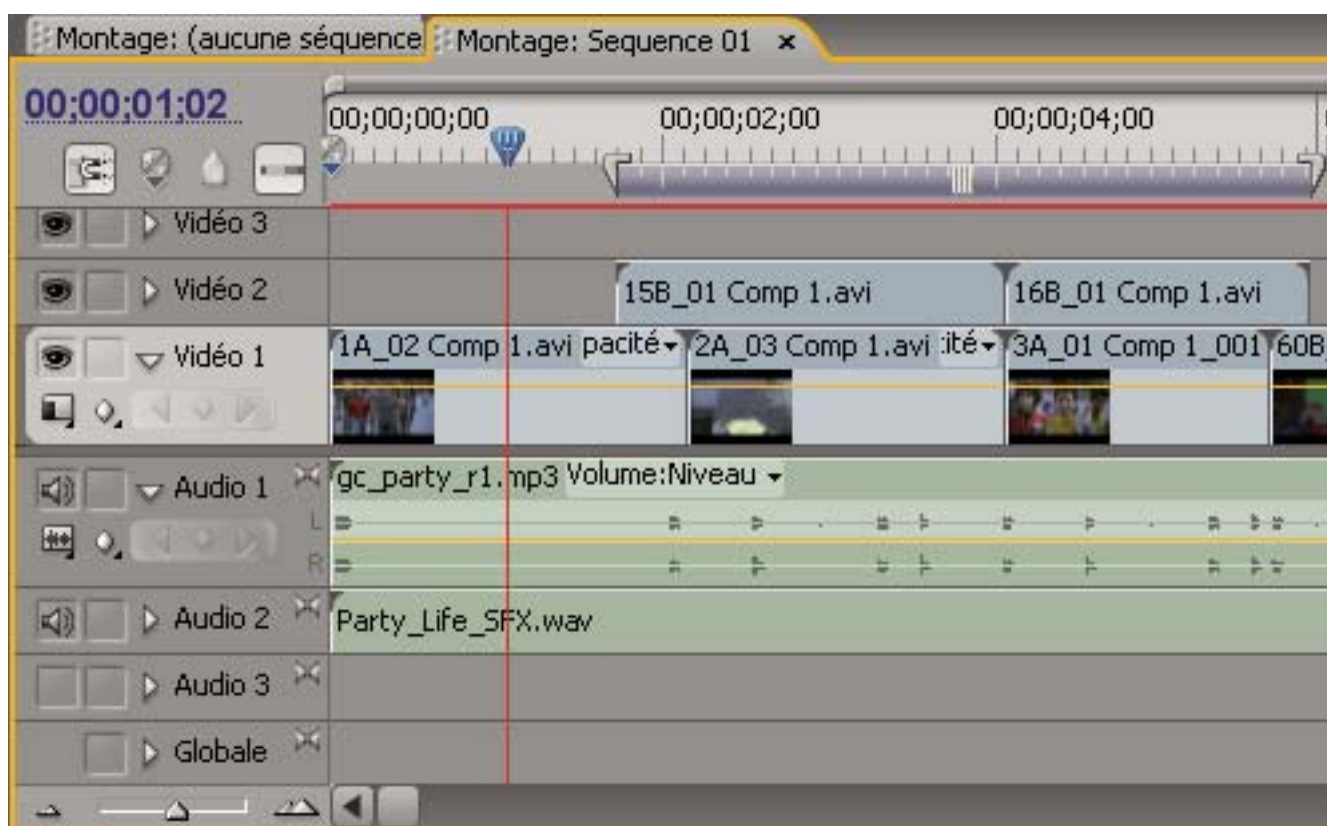 Montage: (aucune séquence Montage: Sequence 01 ×
00;00;01;02
00;00;00;00 00;00;02;00 00;00;04;00
Vidéo 3
Vidéo 2 15B_01 Comp 1.avi 16B_01 Comp 1.avi
Vidéo 1 1A_02 Comp 1.avi pacité 2A_03 Comp 1.avi :ité 3A_01 Comp 1_001 60B
Audio 1 gc_party_r1.mp3 Volume:Niveau
L
R
Audio 2 Party_Life_SFX.wav
Audio 3
Globale